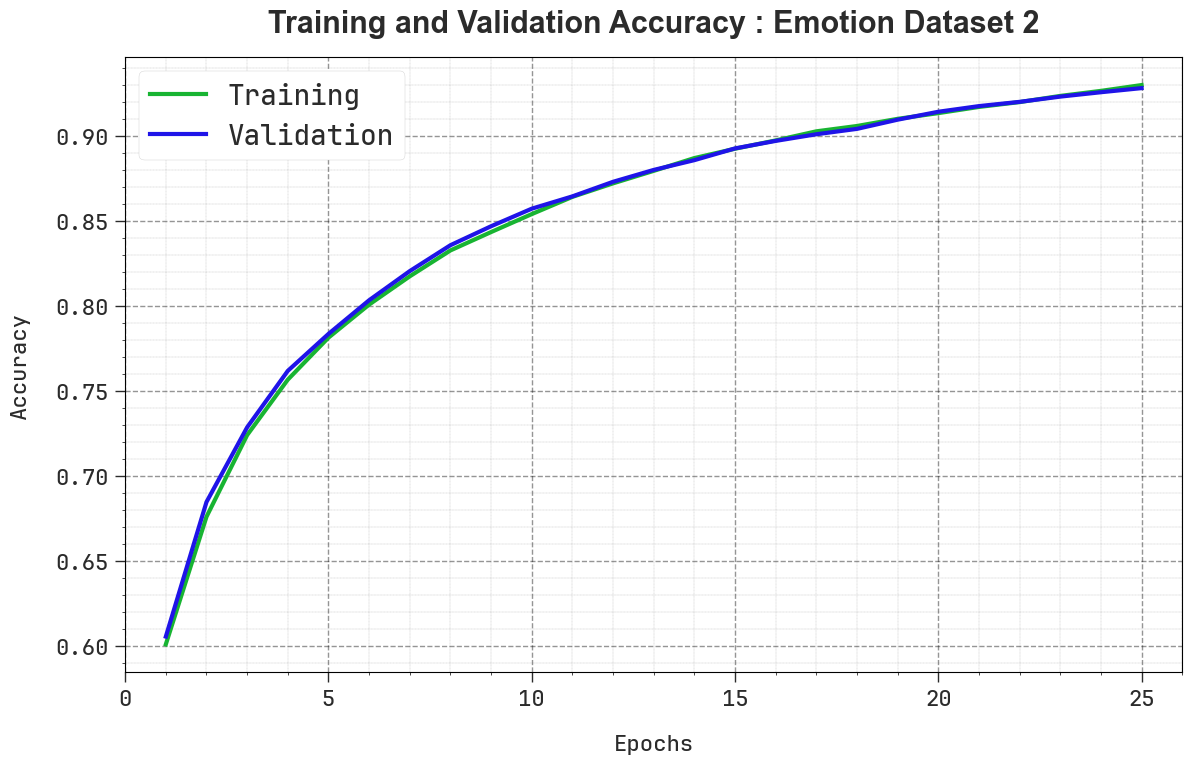 Training and Validation Accuracy : Emotion Dataset 2
Training
Validation
0.90
0.85
0.80
0.75
0.70
0.65
0.60
Accuracy
0 5 10 15 20 25
Epochs